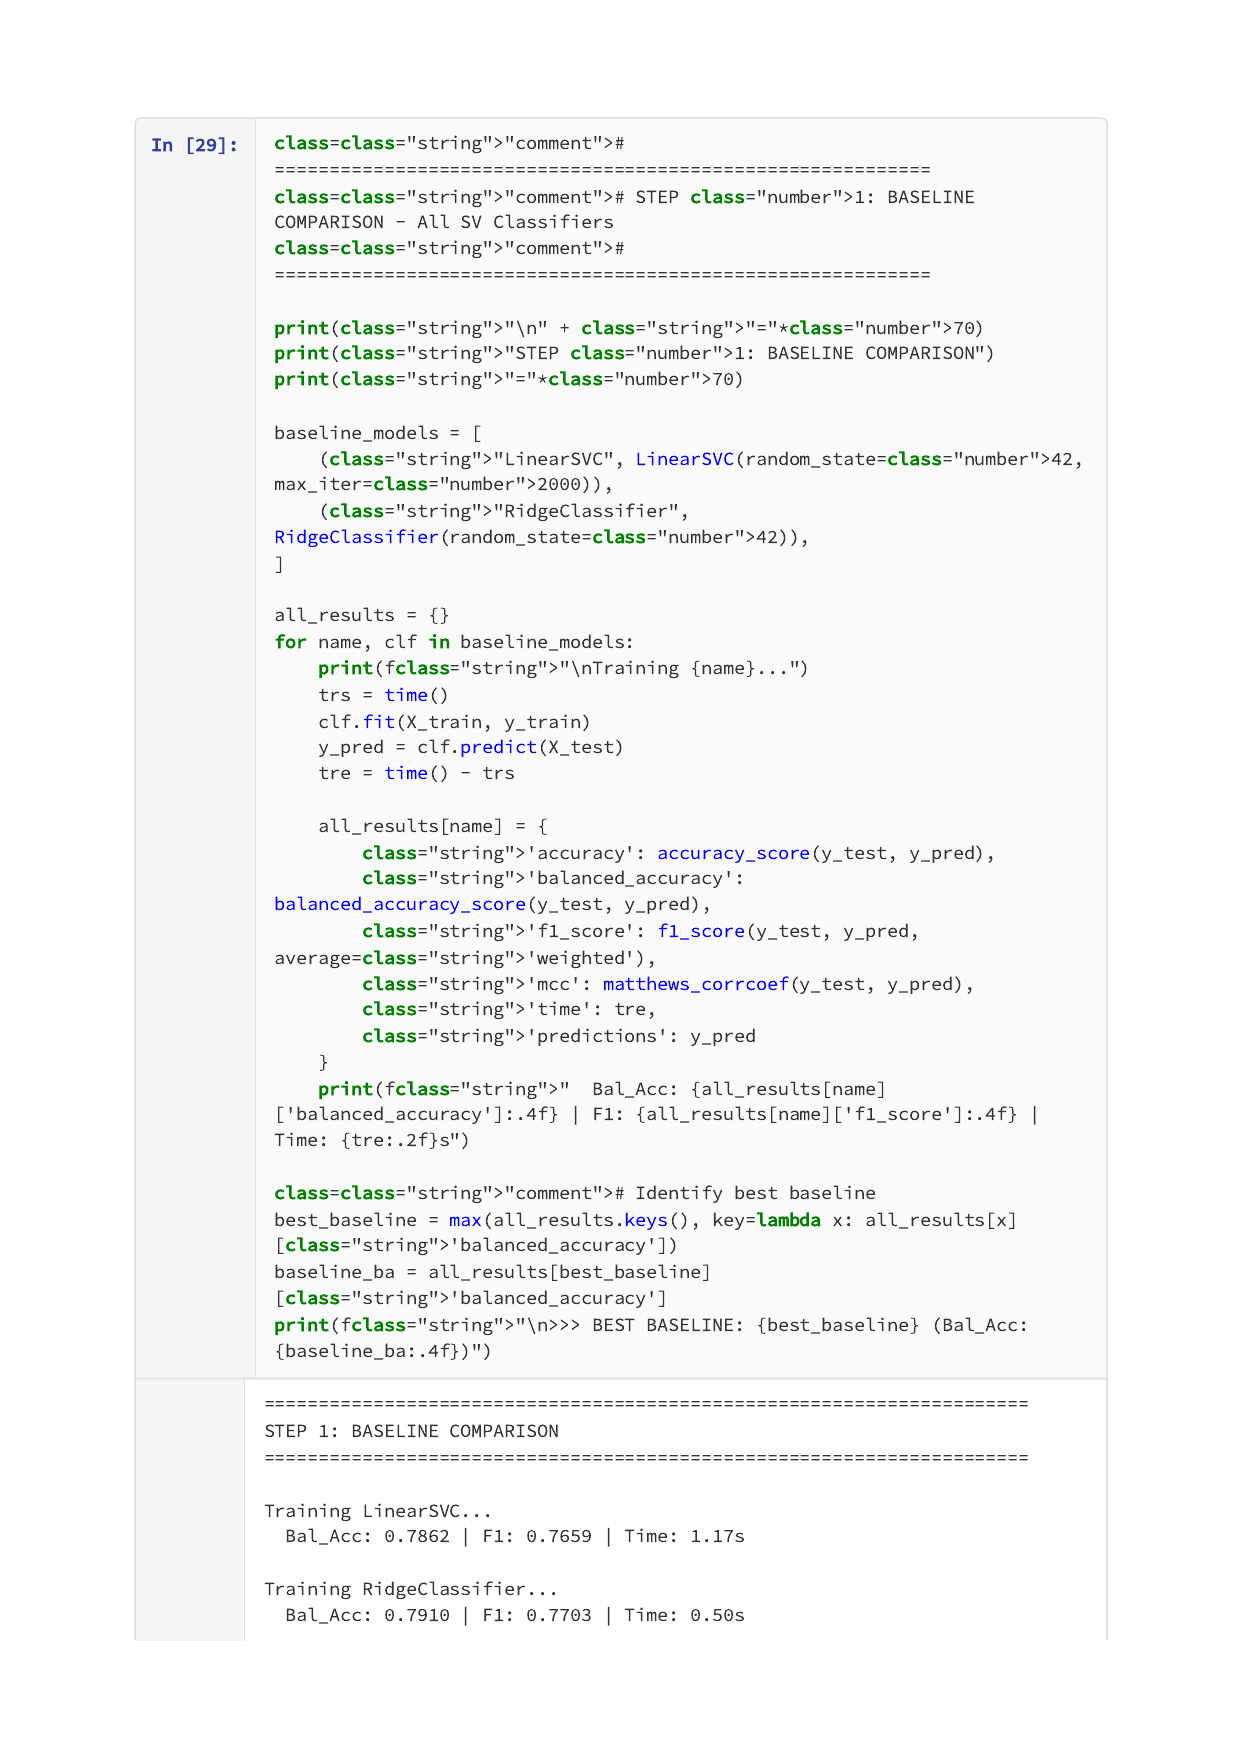 In [29]:
class=class="string">"comment">#
============================================================
class=class="string">"comment"># STEP class="number">1: BASELINE
COMPARISON - All SV Classifiers
class=class="string">"comment">#
============================================================
print(class="string">"\n" + class="string">"="*class="number">70)
print(class="string">"STEP class="number">1: BASELINE COMPARISON")
print(class="string">"="*class="number">70)
baseline_models = [
    (class="string">"LinearSVC", LinearSVC(random_state=class="number">42,
max_iter=class="number">2000)),
    (class="string">"RidgeClassifier",
RidgeClassifier(random_state=class="number">42)),
]
all_results = {}
for name, clf in baseline_models:
    print(fclass="string">"\nTraining {name}...")
    trs = time()
    clf.fit(X_train, y_train)
    y_pred = clf.predict(X_test)
    tre = time() - trs
    all_results[name] = {
        class="string">'accuracy': accuracy_score(y_test, y_pred),
        class="string">'balanced_accuracy':
balanced_accuracy_score(y_test, y_pred),
        class="string">'f1_score': f1_score(y_test, y_pred,
average=class="string">'weighted'),
        class="string">'mcc': matthews_corrcoef(y_test, y_pred),
        class="string">'time': tre,
        class="string">'predictions': y_pred
    }
    print(fclass="string">"  Bal_Acc: {all_results[name]
['balanced_accuracy']:.4f} | F1: {all_results[name]['f1_score']:.4f} |
Time: {tre:.2f}s")
class=class="string">"comment"># Identify best baseline
best_baseline = max(all_results.keys(), key=lambda x: all_results[x]
[class="string">'balanced_accuracy'])
baseline_ba = all_results[best_baseline]
[class="string">'balanced_accuracy']
print(fclass="string">"\n>>> BEST BASELINE: {best_baseline} (Bal_Acc:
{baseline_ba:.4f})")
======================================================================
STEP 1: BASELINE COMPARISON
======================================================================
Training LinearSVC...
  Bal_Acc: 0.7862 | F1: 0.7659 | Time: 1.17s
Training RidgeClassifier...
  Bal_Acc: 0.7910 | F1: 0.7703 | Time: 0.50s